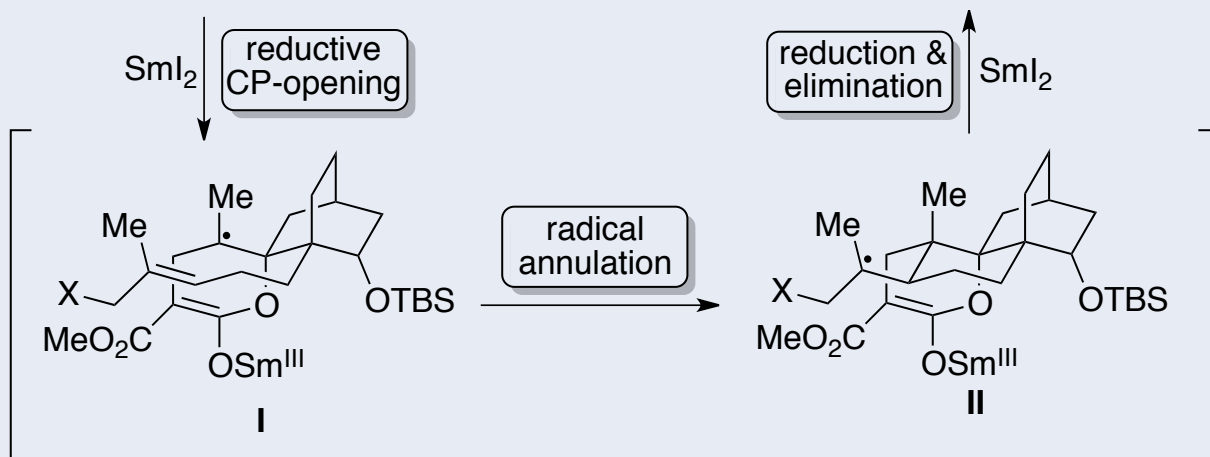 SmI₂
reductive
CP-opening
reduction &
elimination
SmI₂
Me
Me
X
MeO₂C
O
OSmᴵᴵᴵ
OTBS
I
radical
annulation
Me
Me
X
MeO₂C
O
OSmᴵᴵᴵ
OTBS
II